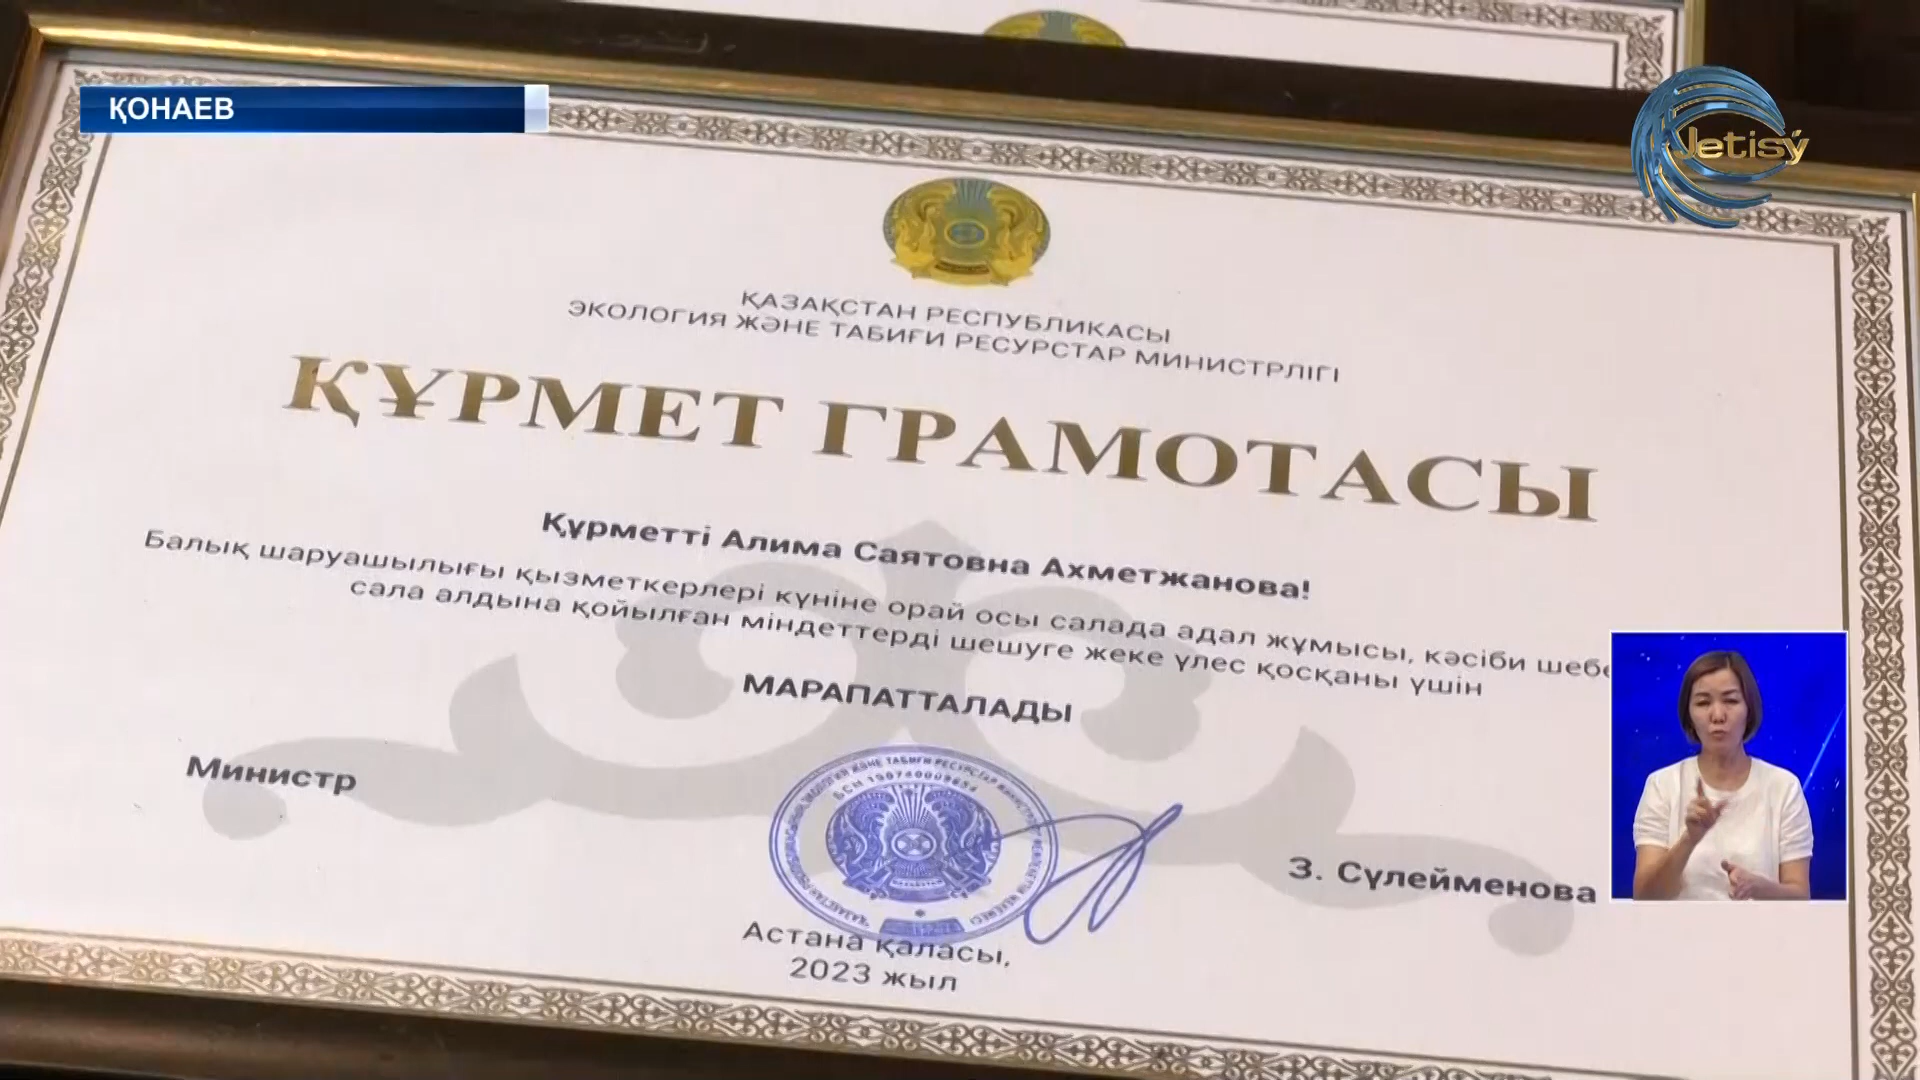 ҚОНАЕВ
Jetisý
ҚАЗАҚСТАН РЕСПУБЛИКАСЫ
ЭКОЛОГИЯ ЖӘНЕ ТАБИҒИ РЕСУРСТАР МИНИСТРЛІГІ
ҚҰРМЕТ ГРАМОТАСЫ
Құрметті Алима Саятовна Ахметжанова!
Балық шаруашылығы қызметкерлері күніне орай осы салада адал жұмысы, кәсіби
сала алдына қойылған міндеттерді шешуге жеке үлес қосқаны үшін
МАРАПАТТАЛАДЫ
Министр
З. Сүлейменова
Астана қаласы,
2023 жыл